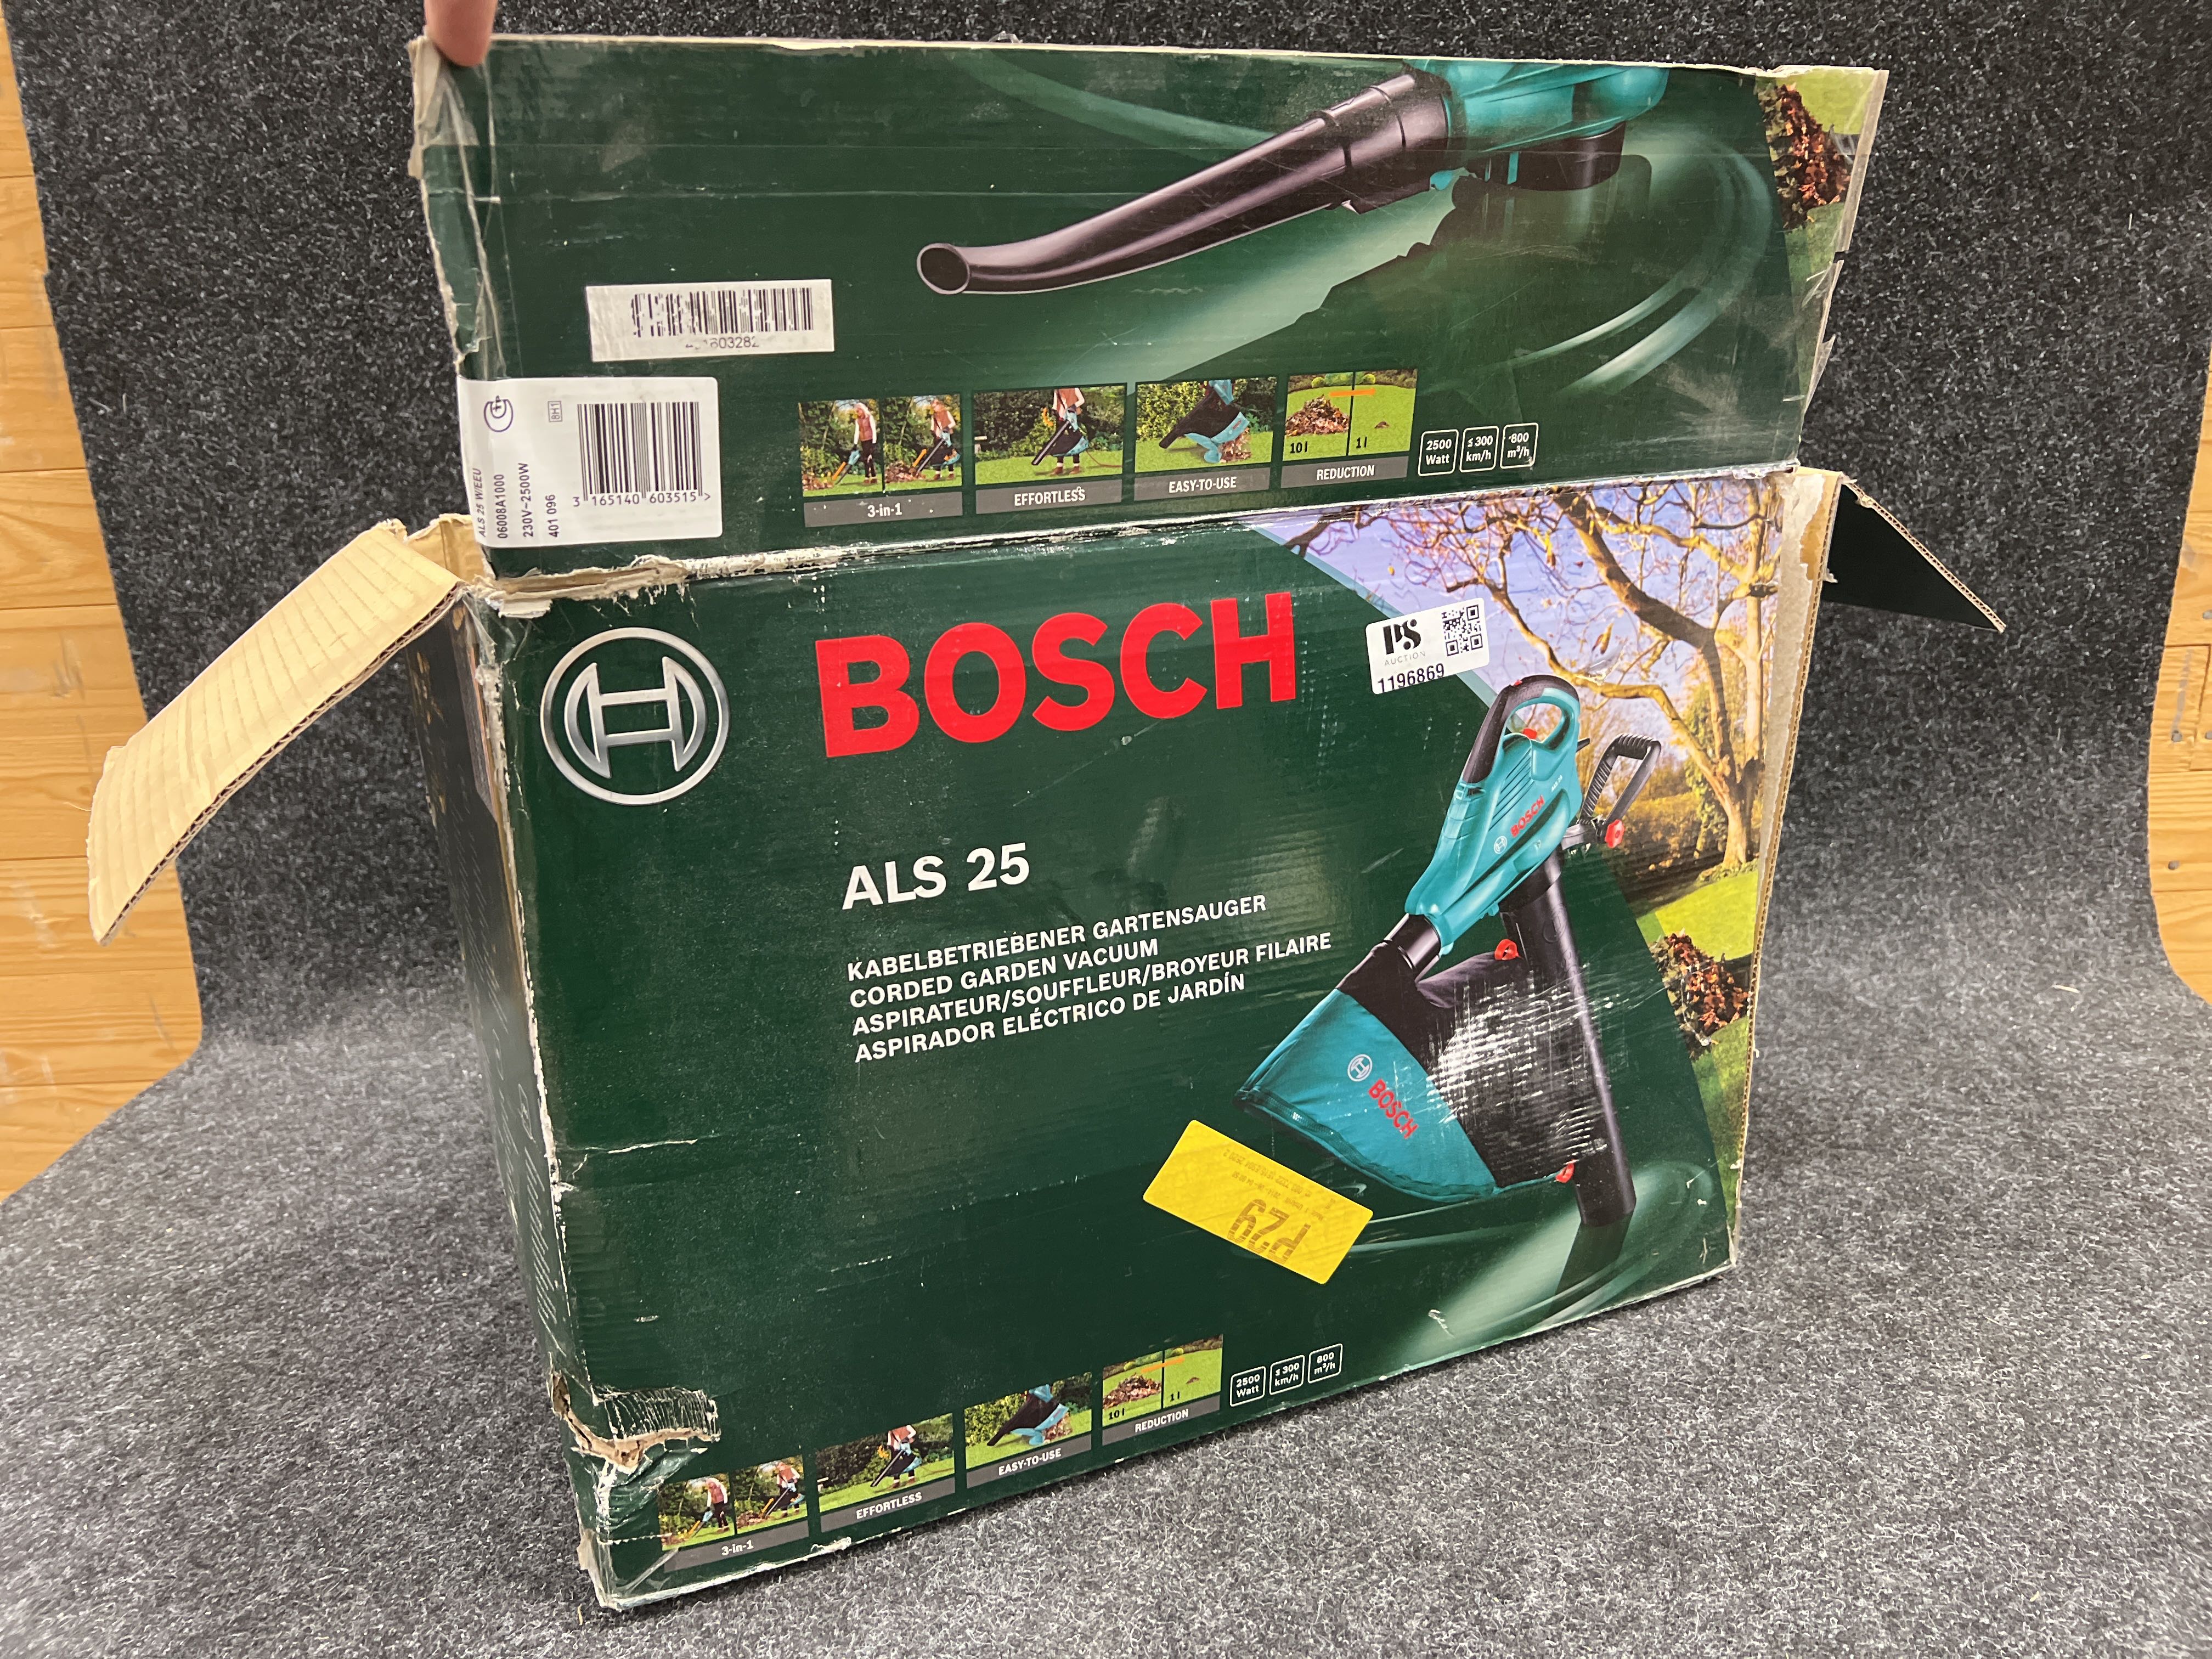 603282
ALS 25 W/EEU
06008A1000
230V~2500W
401 096
8H1
3 165140 603515 >
10 l
1 l
3-in-1
EFFORTLESS
EASY-TO-USE
REDUCTION
2500 Watt
≤ 300 km/h
800 m³/h
BOSCH
PS
AUCTION
1196869
ALS 25
KABELBETRIEBENER GARTENSAUGER
CORDED GARDEN VACUUM
ASPIRATEUR/SOUFFLEUR/BROYEUR FILAIRE
ASPIRADOR ELÉCTRICO DE JARDÍN
BOSCH
BOSCH
P29
10 l
1 l
3-in-1
EFFORTLESS
EASY-TO-USE
REDUCTION
2500 Watt
≤ 300 km/h
800 m³/h